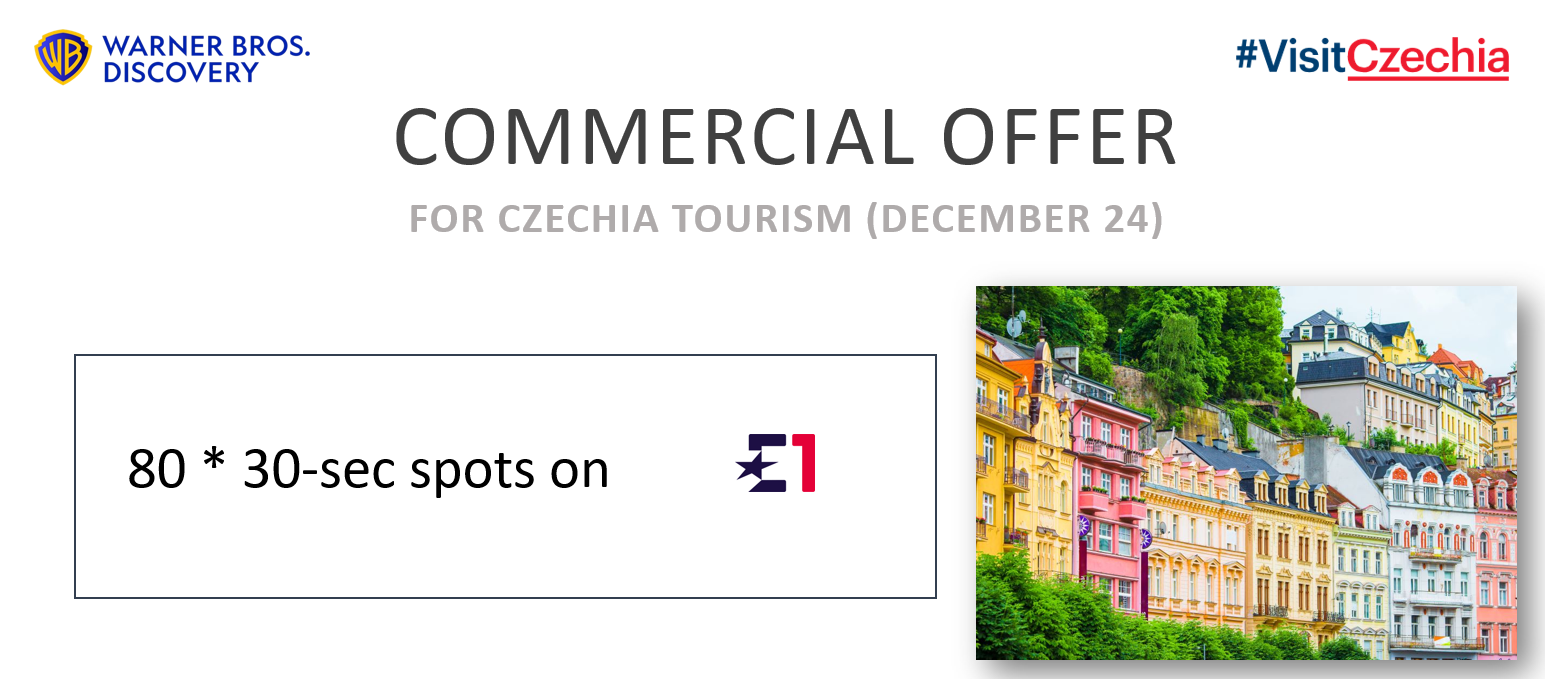 WARNER BROS.
DISCOVERY
#VisitCzechia
COMMERCIAL OFFER
FOR CZECHIA TOURISM (DECEMBER 24)
80 * 30-sec spots on
E1